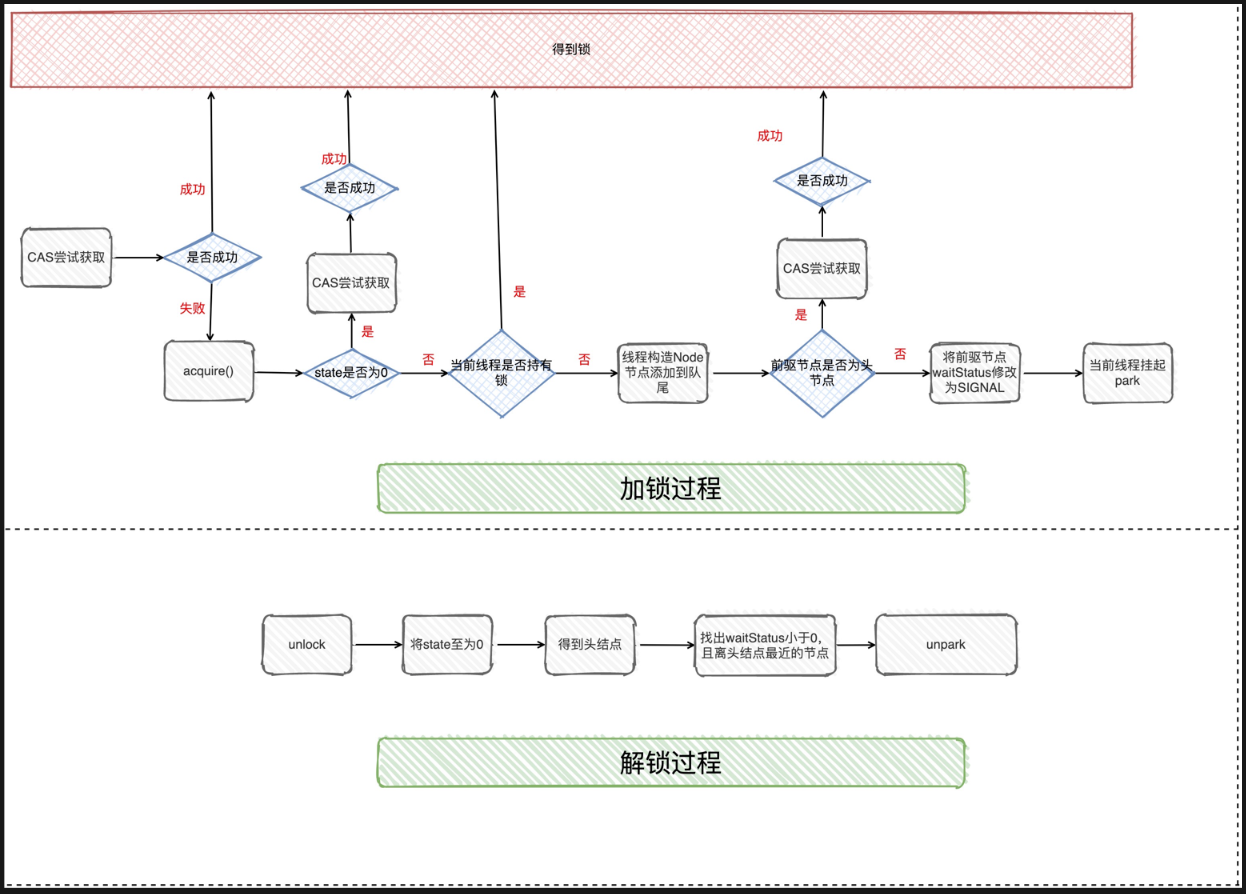 得到锁
成功
成功
成功
是否成功
是否成功
是否成功
CAS尝试获取
CAS尝试获取
CAS尝试获取
失败
是
是
是
acquire()
state是否为0
否
当前线程是否持有
锁
否
线程构造Node
节点添加到队
尾
前驱节点是否为头
节点
否
将前驱节点
waitStatus修改
为SIGNAL
当前线程挂起
park
加锁过程
unlock
将state至为0
得到头结点
找出waitStatus小于0,
且离头结点最近的节点
unpark
解锁过程